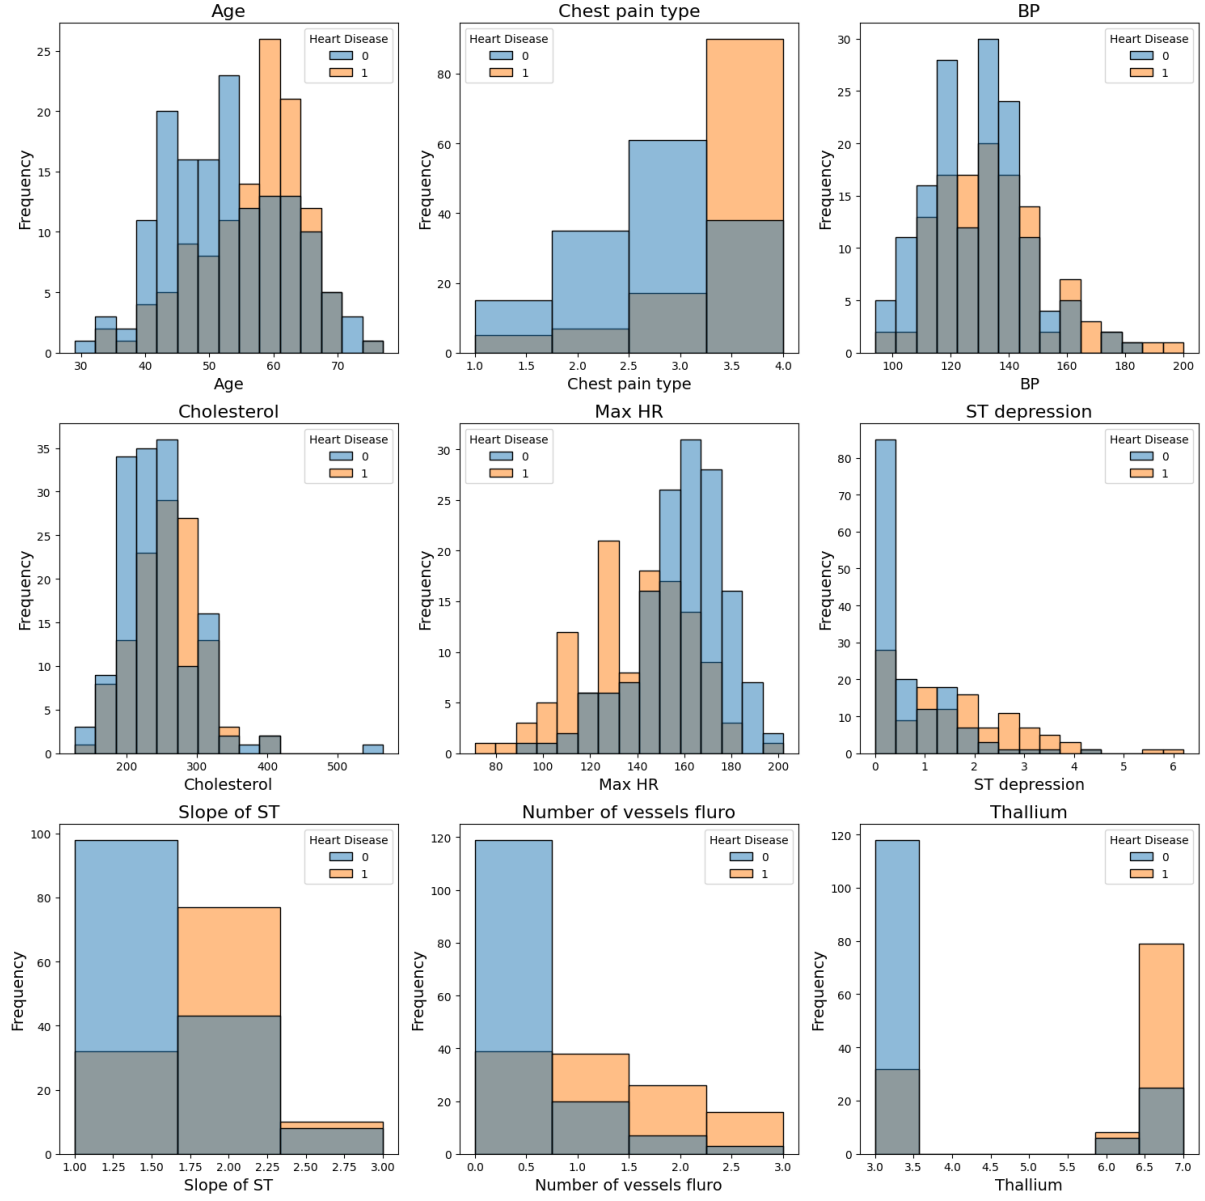 Age
Heart Disease
0
1
25
20
15
10
5
0
Frequency
30 40 50 60 70
Age
Chest pain type
Heart Disease
0
1
80
60
40
20
0
Frequency
1.0 1.5 2.0 2.5 3.0 3.5 4.0
Chest pain type
BP
Heart Disease
0
1
30
25
20
15
10
5
0
Frequency
100 120 140 160 180 200
BP
Cholesterol
Heart Disease
0
1
35
30
25
20
15
10
5
0
Frequency
200 300 400 500
Cholesterol
Max HR
Heart Disease
0
1
30
25
20
15
10
5
0
Frequency
80 100 120 140 160 180 200
Max HR
ST depression
Heart Disease
0
1
80
70
60
50
40
30
20
10
0
Frequency
0 1 2 3 4 5 6
ST depression
Slope of ST
Heart Disease
0
1
100
80
60
40
20
0
Frequency
1.00 1.25 1.50 1.75 2.00 2.25 2.50 2.75 3.00
Slope of ST
Number of vessels fluro
Heart Disease
0
1
120
100
80
60
40
20
0
Frequency
0.0 0.5 1.0 1.5 2.0 2.5 3.0
Number of vessels fluro
Thallium
Heart Disease
0
1
120
100
80
60
40
20
0
Frequency
3.0 3.5 4.0 4.5 5.0 5.5 6.0 6.5 7.0
Thallium